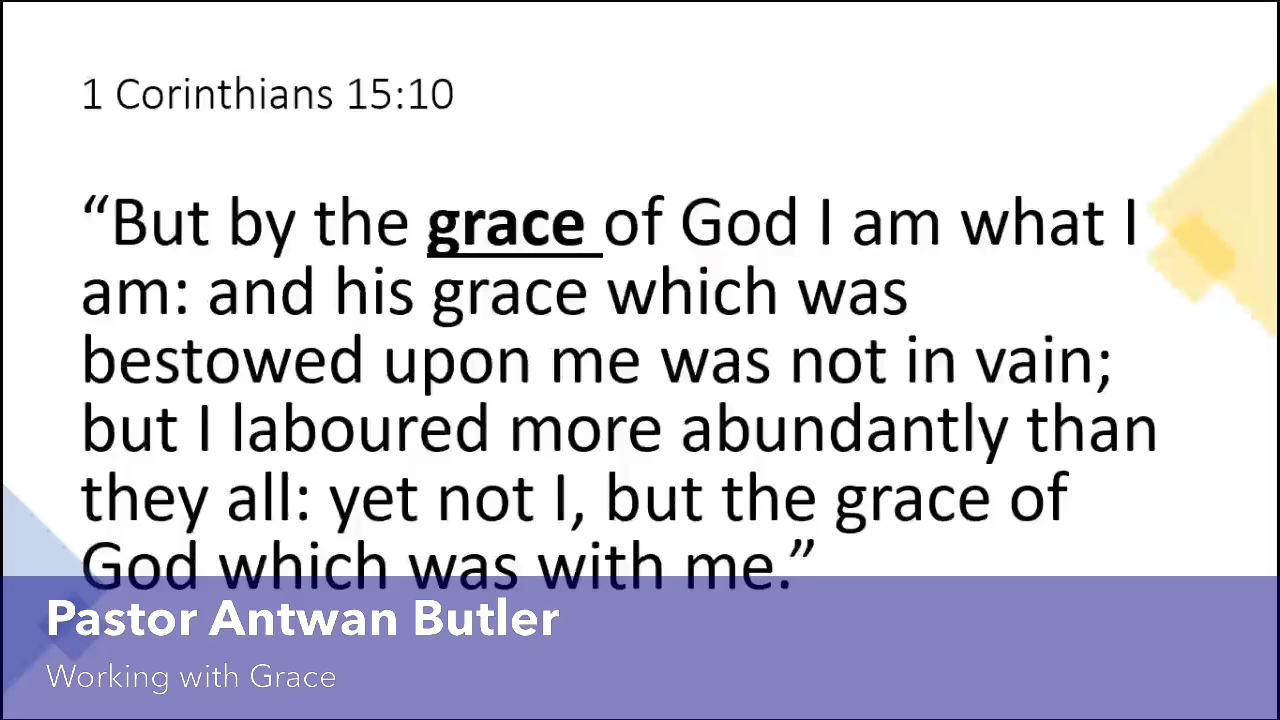 1 Corinthians 15:10
“But by the grace of God I am what I
am: and his grace which was
bestowed upon me was not in vain;
but I laboured more abundantly than
they all: yet not I, but the grace of
God which was with me.”
Pastor Antwan Butler
Working with Grace